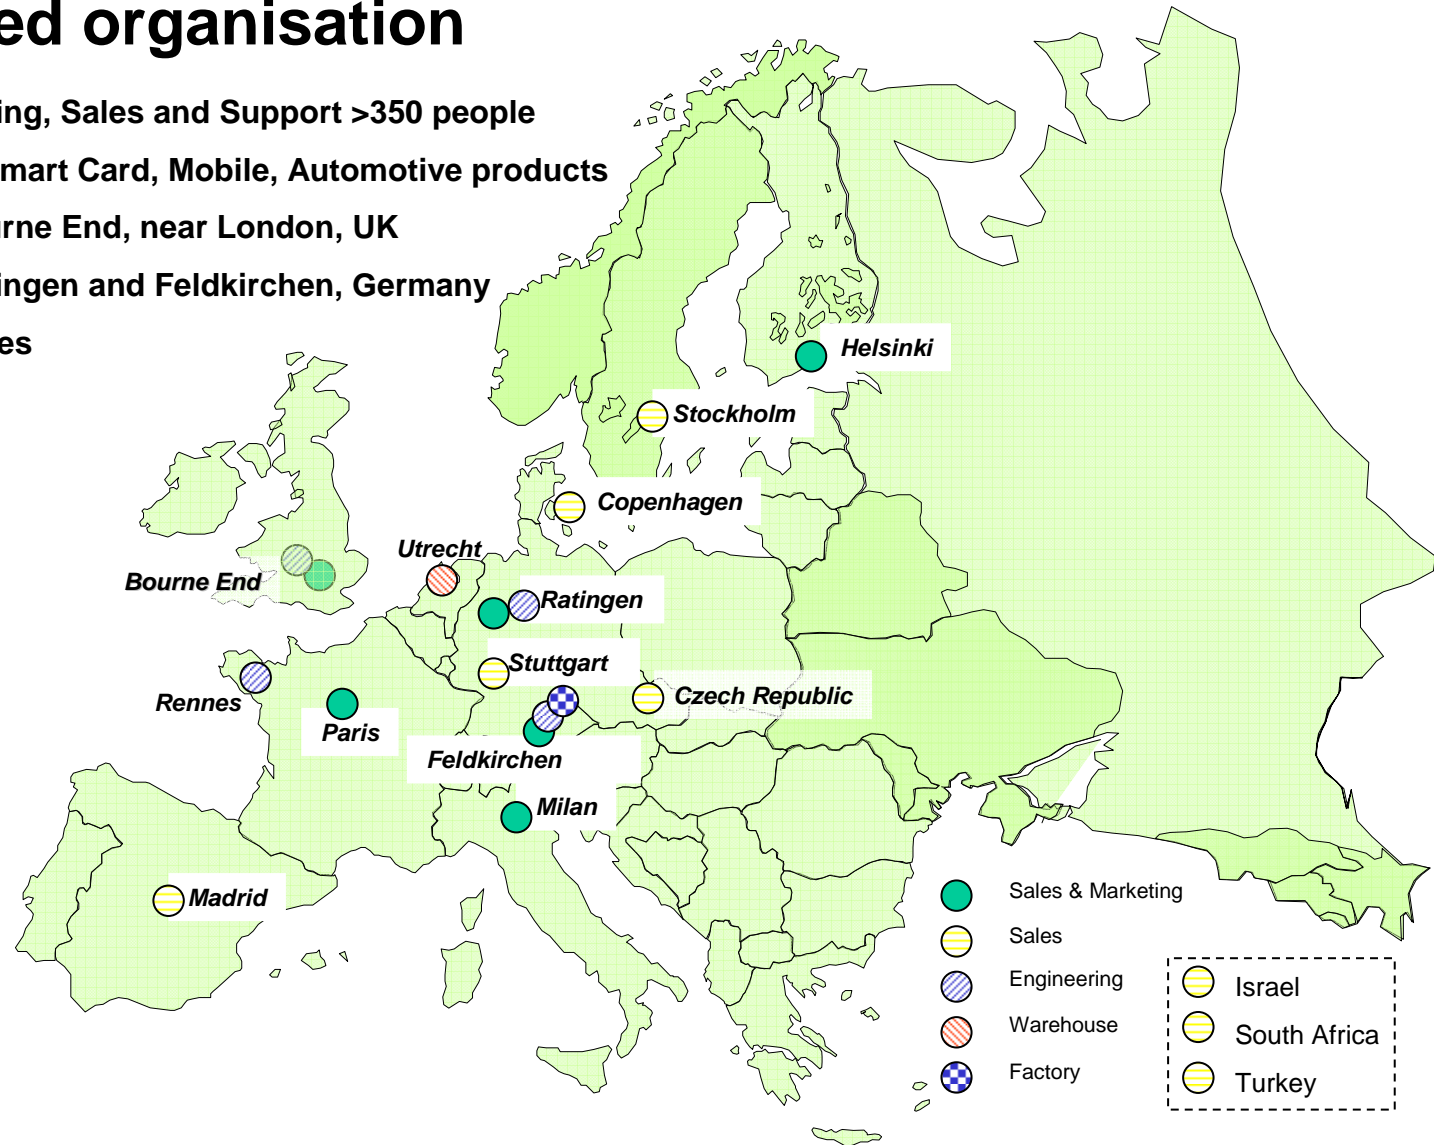 ed organisation
ing, Sales and Support >350 people
mart Card, Mobile, Automotive products
rne End, near London, UK
ingen and Feldkirchen, Germany
es
Helsinki
Stockholm
Copenhagen
Utrecht
Bourne End
Ratingen
Stuttgart
Rennes
Czech Republic
Paris
Feldkirchen
Milan
Madrid
Sales & Marketing
Sales
Engineering
Warehouse
Factory
Israel
South Africa
Turkey